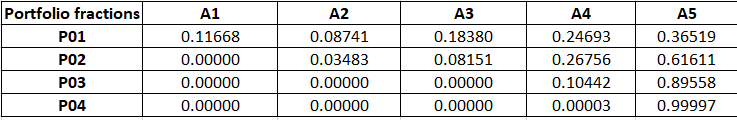 Portfolio fractions A1 A2 A3 A4 A5
P01 0.11668 0.08741 0.18380 0.24693 0.36519
P02 0.00000 0.03483 0.08151 0.26756 0.61611
P03 0.00000 0.00000 0.00000 0.10442 0.89558
P04 0.00000 0.00000 0.00000 0.00003 0.99997